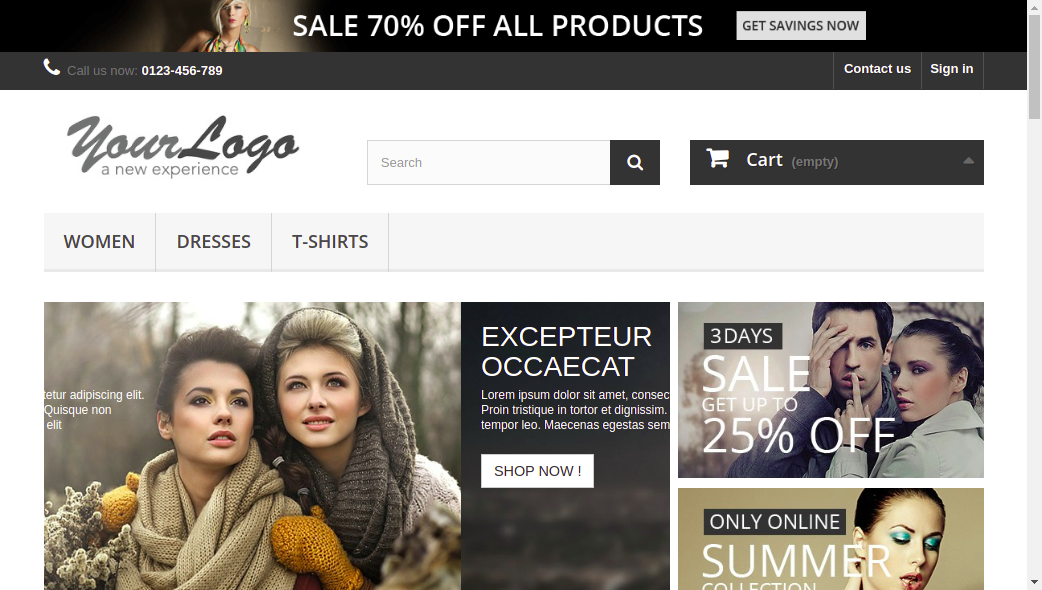 SALE 70% OFF ALL PRODUCTS
GET SAVINGS NOW
Call us now: 0123-456-789
Contact us
Sign in
YourLogo
a new experience
Search
Cart (empty)
WOMEN
DRESSES
T-SHIRTS
tetur adipiscing elit.
Quisque non
elit
EXCEPTEUR
OCCAECAT
Lorem ipsum dolor sit amet, consec
Proin tristique in tortor et dignissim.
tempor leo. Maecenas egestas sem
SHOP NOW !
3 DAYS
SALE
GET UP TO
25% OFF
ONLY ONLINE
SUMMER
COLLECTION